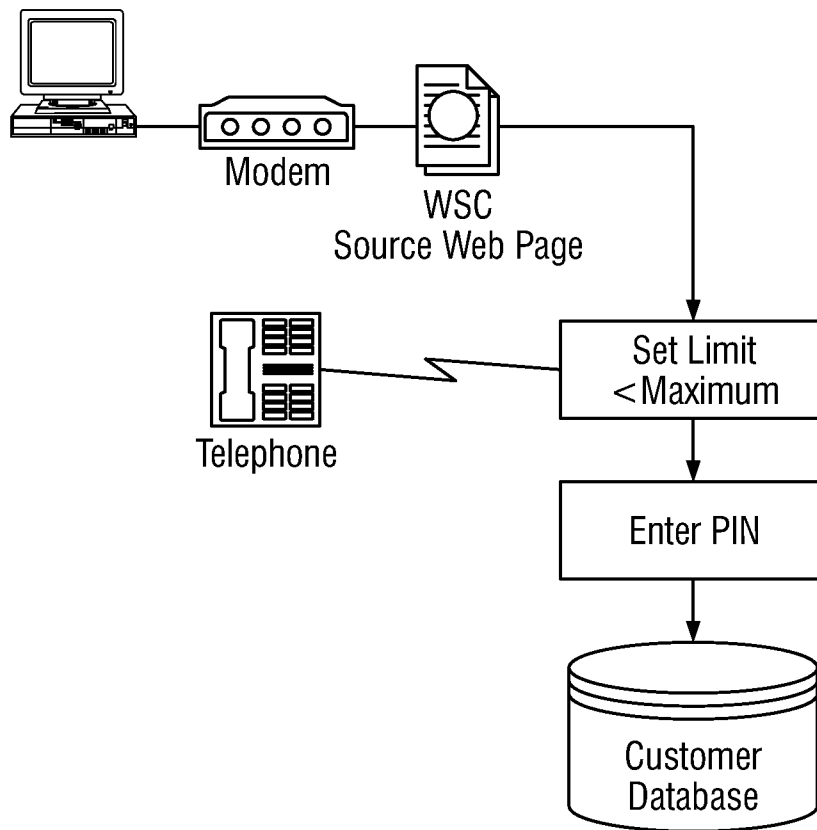 Modem
WSC
Source Web Page
Set Limit
<Maximum
Telephone
Enter PIN
Customer
Database